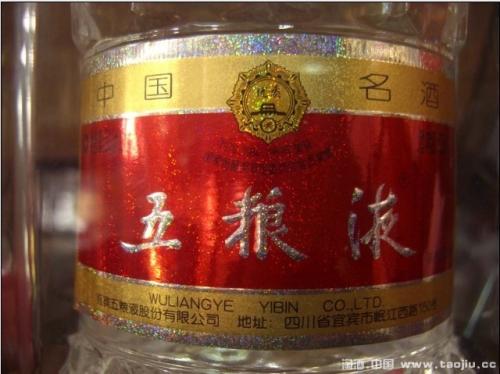 中国 名酒
五粮液
WULIANGYE YIBIN CO.,LTD.
宜宾五粮液股份有限公司 地址: 四川省宜宾市岷江西路150号
淘酒.中国 www.taojiu.cc